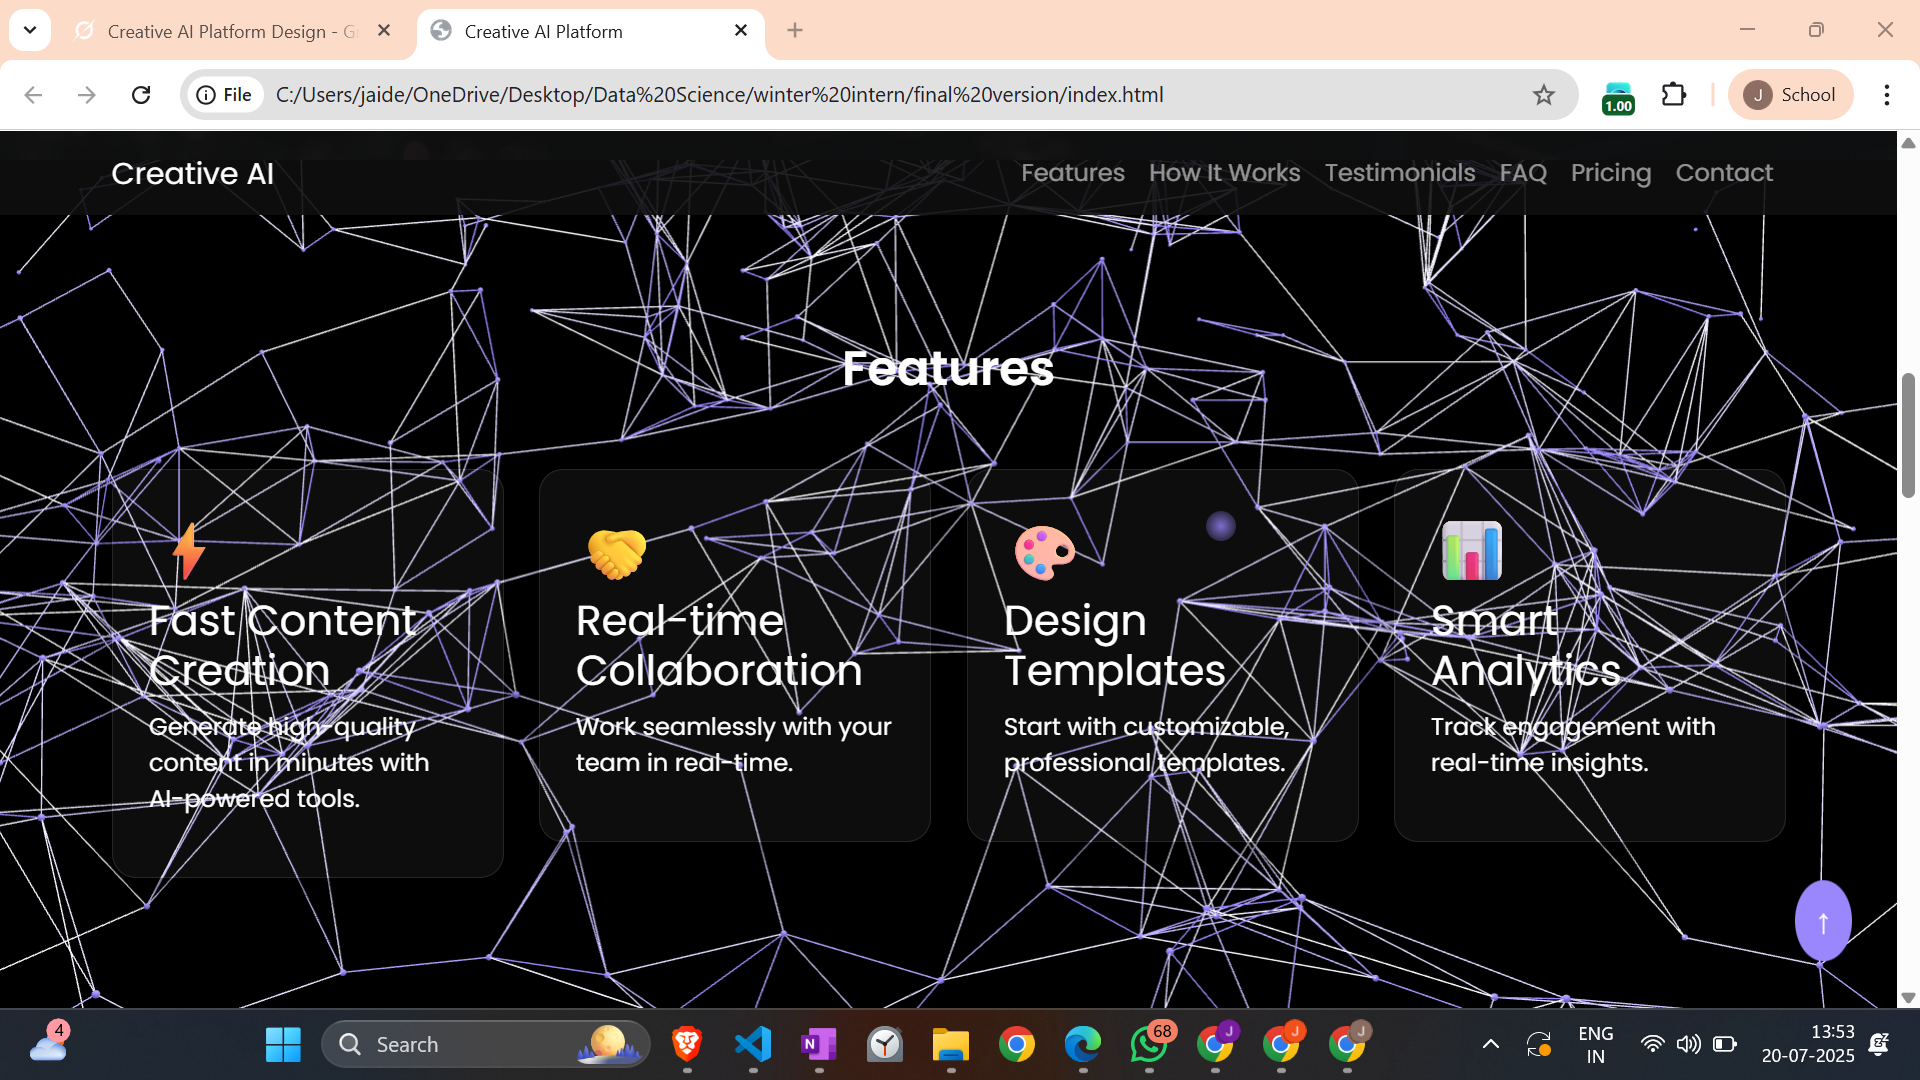 Creative AI Platform Design - G
Creative AI Platform
File
C:/Users/jaide/OneDrive/Desktop/Data%20Science/winter%20intern/final%20version/index.html
1.00
J
School
Creative AI
Features
How It Works
Testimonials
FAQ
Pricing
Contact
Features
Fast Content
Creation
Generate high-quality
content in minutes with
AI-powered tools.
Real-time
Collaboration
Work seamlessly with your
team in real-time.
Design
Templates
Start with customizable,
professional templates.
Smart
Analytics
Track engagement with
real-time insights.
↑
4
Search
N
68
J
J
J
ENG
IN
13:53
20-07-2025